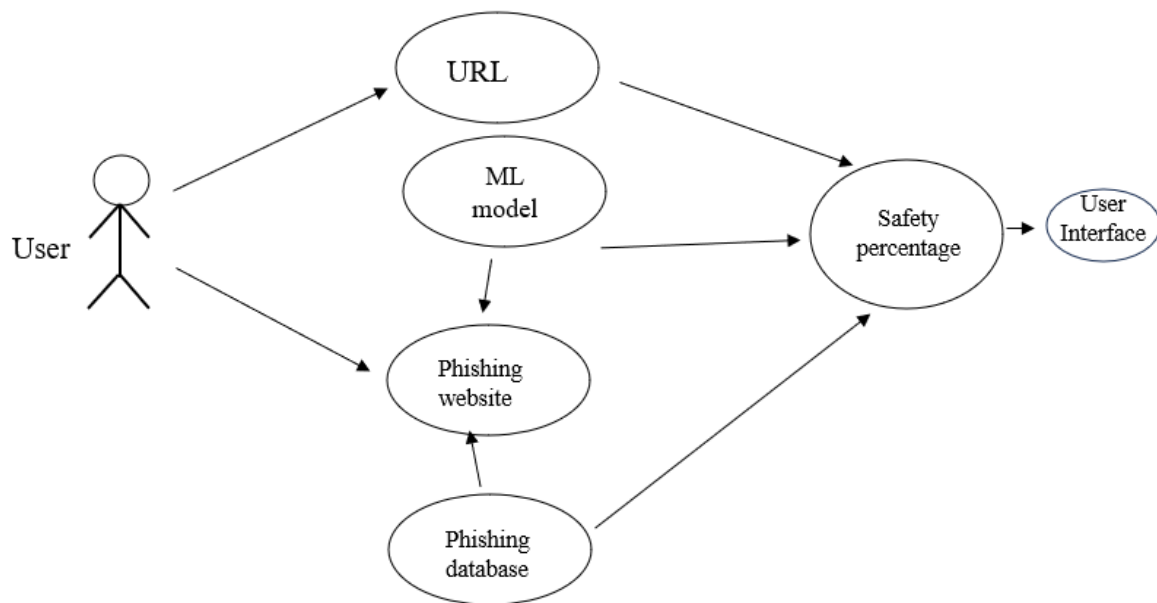 URL
ML
model
User
Safety
percentage
User
Interface
Phishing
website
Phishing
database